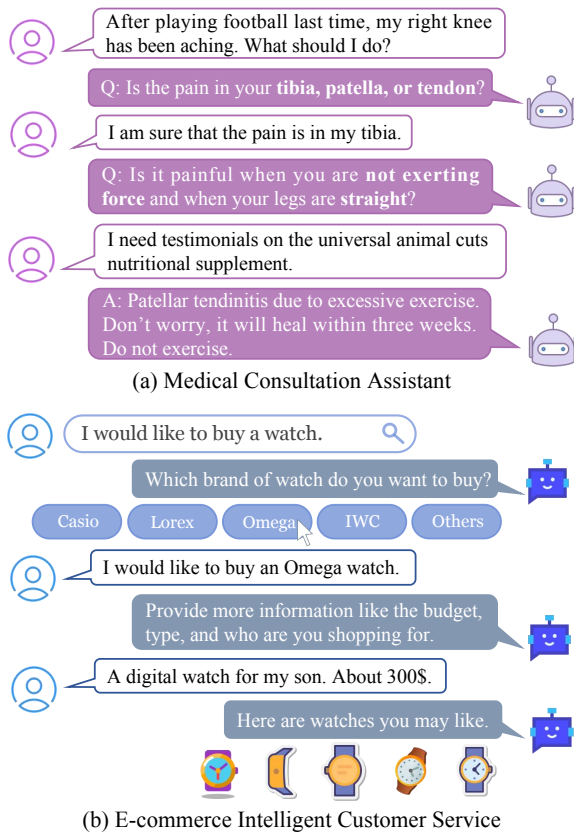 After playing football last time, my right knee
has been aching. What should I do?
Q: Is the pain in your tibia, patella, or tendon?
I am sure that the pain is in my tibia.
Q: Is it painful when you are not exerting
force and when your legs are straight?
I need testimonials on the universal animal cuts
nutritional supplement.
A: Patellar tendinitis due to excessive exercise.
Don't worry, it will heal within three weeks.
Do not exercise.
(a) Medical Consultation Assistant
I would like to buy a watch.
Which brand of watch do you want to buy?
Casio Lorex Omega IWC Others
I would like to buy an Omega watch.
Provide more information like the budget,
type, and who are you shopping for.
A digital watch for my son. About 300$.
Here are watches you may like.
(b) E-commerce Intelligent Customer Service